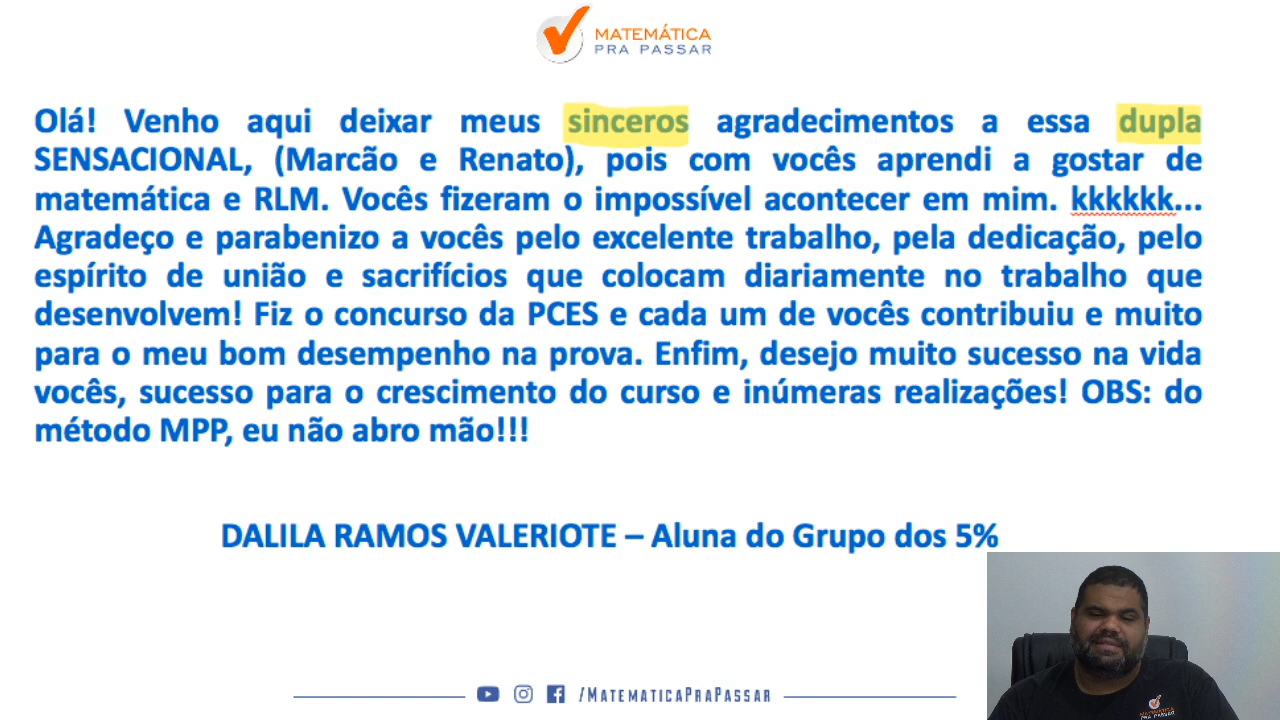 MATEMÁTICA
PRA PASSAR
Olá! Venho aqui deixar meus sinceros agradecimentos a essa dupla
SENSACIONAL, (Marcão e Renato), pois com vocês aprendi a gostar de
matemática e RLM. Vocês fizeram o impossível acontecer em mim. kkkkkk...
Agradeço e parabenizo a vocês pelo excelente trabalho, pela dedicação, pelo
espírito de união e sacrifícios que colocam diariamente no trabalho que
desenvolvem! Fiz o concurso da PCES e cada um de vocês contribuiu e muito
para o meu bom desempenho na prova. Enfim, desejo muito sucesso na vida
vocês, sucesso para o crescimento do curso e inúmeras realizações! OBS: do
método MPP, eu não abro mão!!!
DALILA RAMOS VALERIOTE – Aluna do Grupo dos 5%
/MATEMATICAPRAPASSAR
MATEMÁTICA
PRA PASSAR